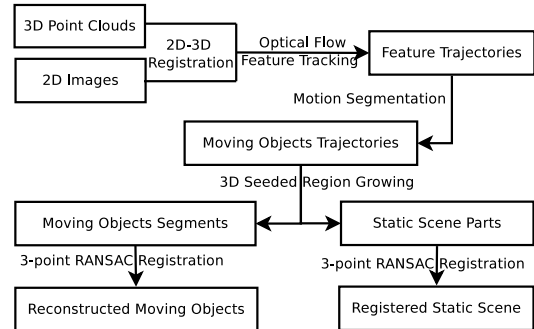 3D Point Clouds
2D-3D
Registration
2D Images
Optical Flow
Feature Tracking
Feature Trajectories
Motion Segmentation
Moving Objects Trajectories
3D Seeded Region Growing
Moving Objects Segments
Static Scene Parts
3-point RANSAC Registration
3-point RANSAC Registration
Reconstructed Moving Objects
Registered Static Scene